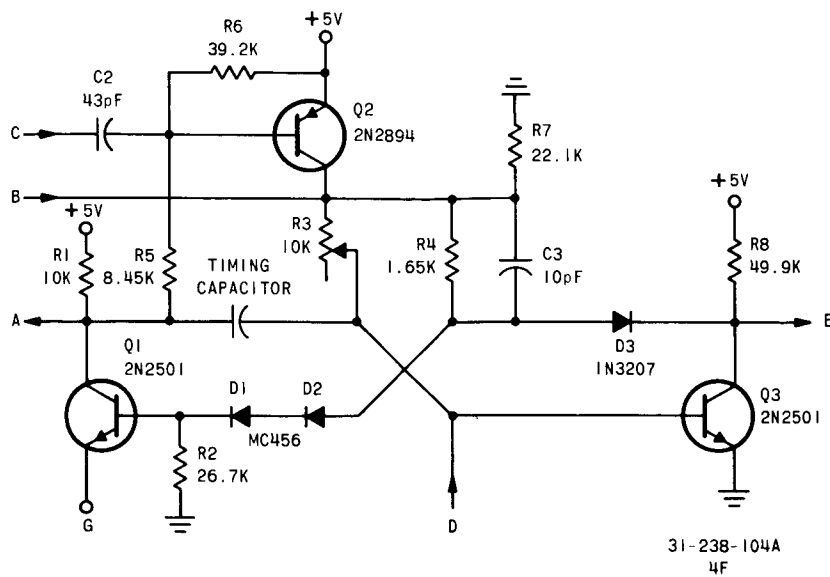 +5V
R6
39.2K
C2
43pF
Q2
2N2894
C
R7
22.1K
B
+5V
+5V
R1
10K
R5
8.45K
R3
10K
TIMING
CAPACITOR
R4
1.65K
C3
10pF
R8
49.9K
A
E
Q1
2N2501
D1
D2
MC456
D3
1N3207
Q3
2N2501
R2
26.7K
G
D
31-238-104A
4F